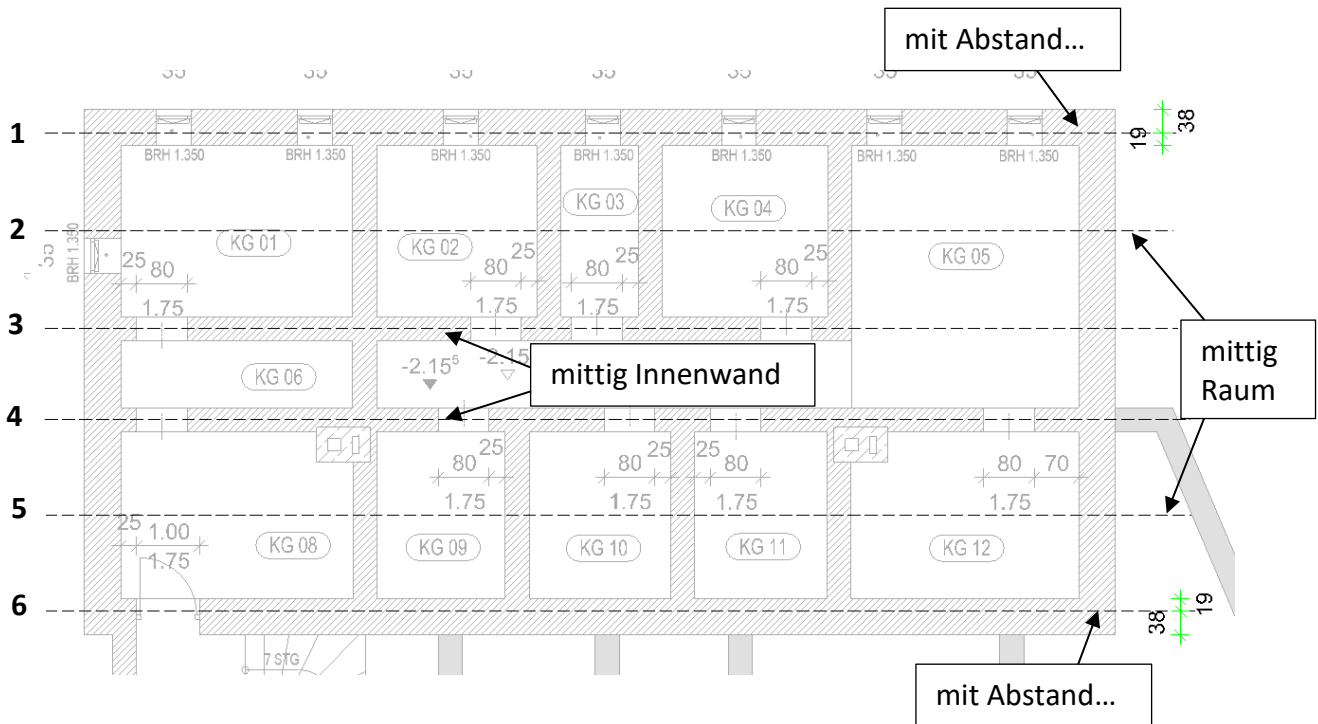 mit Abstand...
35 35 35 35 35 35 35
1
38
19
BRH 1.350 BRH 1.350 BRH 1.350 BRH 1.350 BRH 1.350 BRH 1.350 BRH 1.350
KG 03
KG 04
2
KG 01 KG 02 KG 05
BRH 1.350
25 80
1.75
80 25
1.75
80 25
1.75
80 25
1.75
3
mittig Innenwand
mittig
Raum
-2.15⁵ -2.15
KG 06
4
80 25
1.75
80 25
1.75
25 80
1.75
80 70
1.75
5
25 1.00
1.75
KG 08 KG 09 KG 10 KG 11 KG 12
6
19
38
7 STG
mit Abstand...